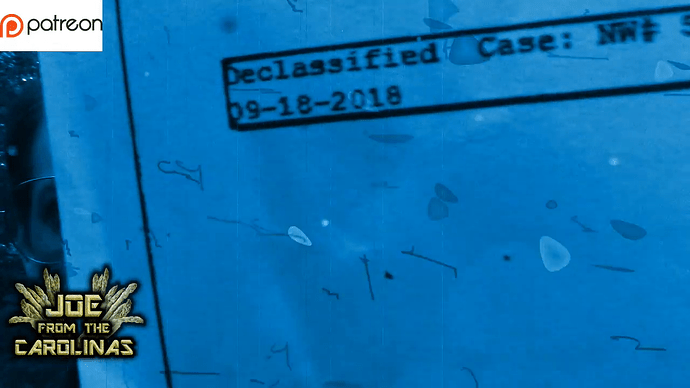 patreon
Declassified Case: NW#
09-18-2018
JOE
FROM THE
CAROLINAS